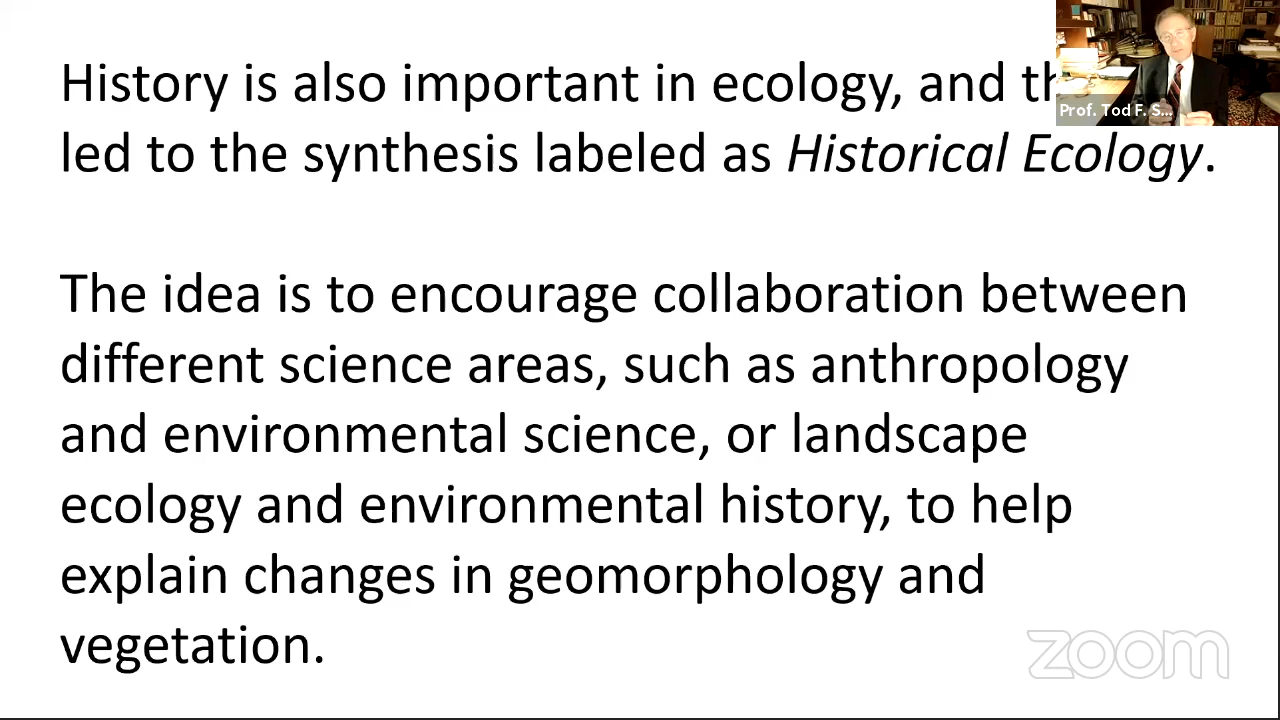 History is also important in ecology, and
led to the synthesis labeled as Historical Ecology.
The idea is to encourage collaboration between
different science areas, such as anthropology
and environmental science, or landscape
ecology and environmental history, to help
explain changes in geomorphology and
vegetation.
Prof. Tod F. S...
zoom